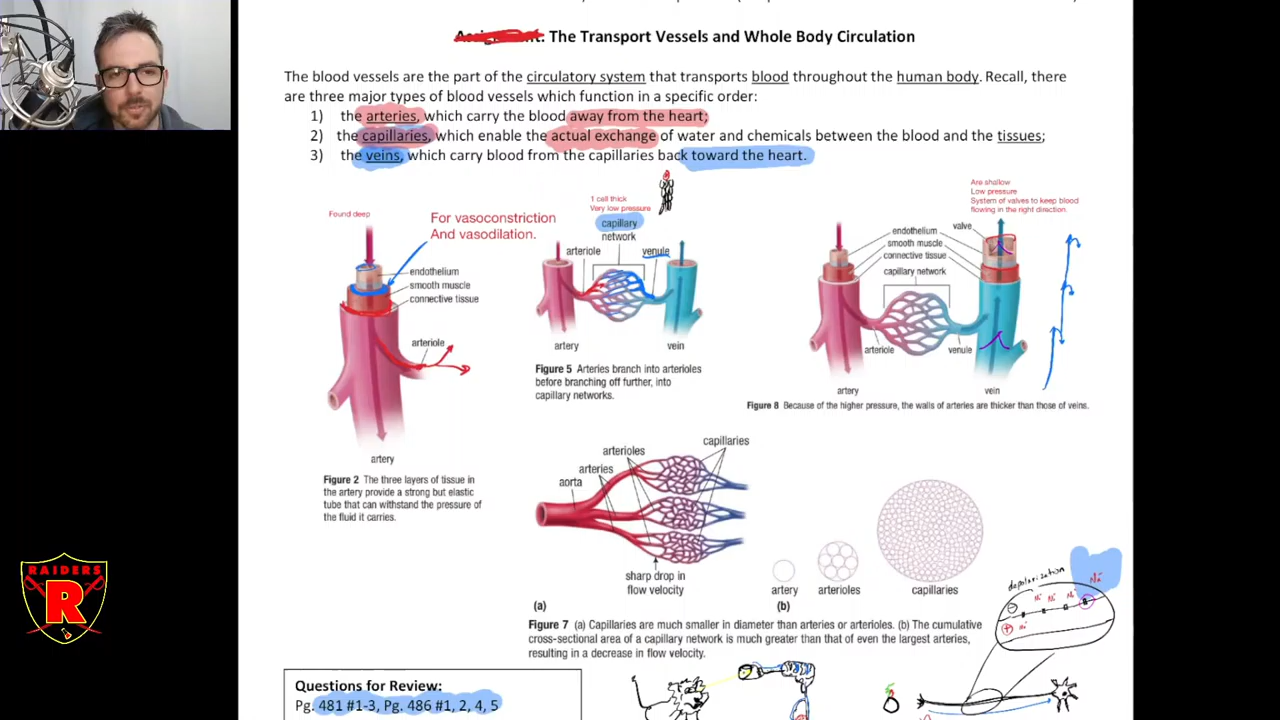 Assignment: The Transport Vessels and Whole Body Circulation
The blood vessels are the part of the circulatory system that transports blood throughout the human body. Recall, there
are three major types of blood vessels which function in a specific order:
1) the arteries, which carry the blood away from the heart;
2) the capillaries, which enable the actual exchange of water and chemicals between the blood and the tissues;
3) the veins, which carry blood from the capillaries back toward the heart.
Found deep
For vasoconstriction
And vasodilation.
endothelium
smooth muscle
connective tissue
arteriole
artery
Figure 2 The three layers of tissue in
the artery provide a strong but elastic
tube that can withstand the pressure of
the fluid it carries.
1 cell thick
Very low pressure
capillary
network
arteriole
venule
artery
vein
Figure 5 Arteries branch into arterioles
before branching off further, into
capillary networks.
Are shallow
Low pressure
System of valves to keep blood
flowing in the right direction.
valve
endothelium
smooth muscle
connective tissue
capillary network
arteriole
venule
artery
vein
Figure 8 Because of the higher pressure, the walls of arteries are thicker than those of veins.
capillaries
arterioles
arteries
aorta
sharp drop in
flow velocity
(a)
artery
arterioles
capillaries
(b)
Figure 7 (a) Capillaries are much smaller in diameter than arteries or arterioles. (b) The cumulative
cross-sectional area of a capillary network is much greater than that of even the largest arteries,
resulting in a decrease in flow velocity.
depolarization
RAIDERS
R
Questions for Review:
Pg. 481 #1-3, Pg. 486 #1, 2, 4, 5